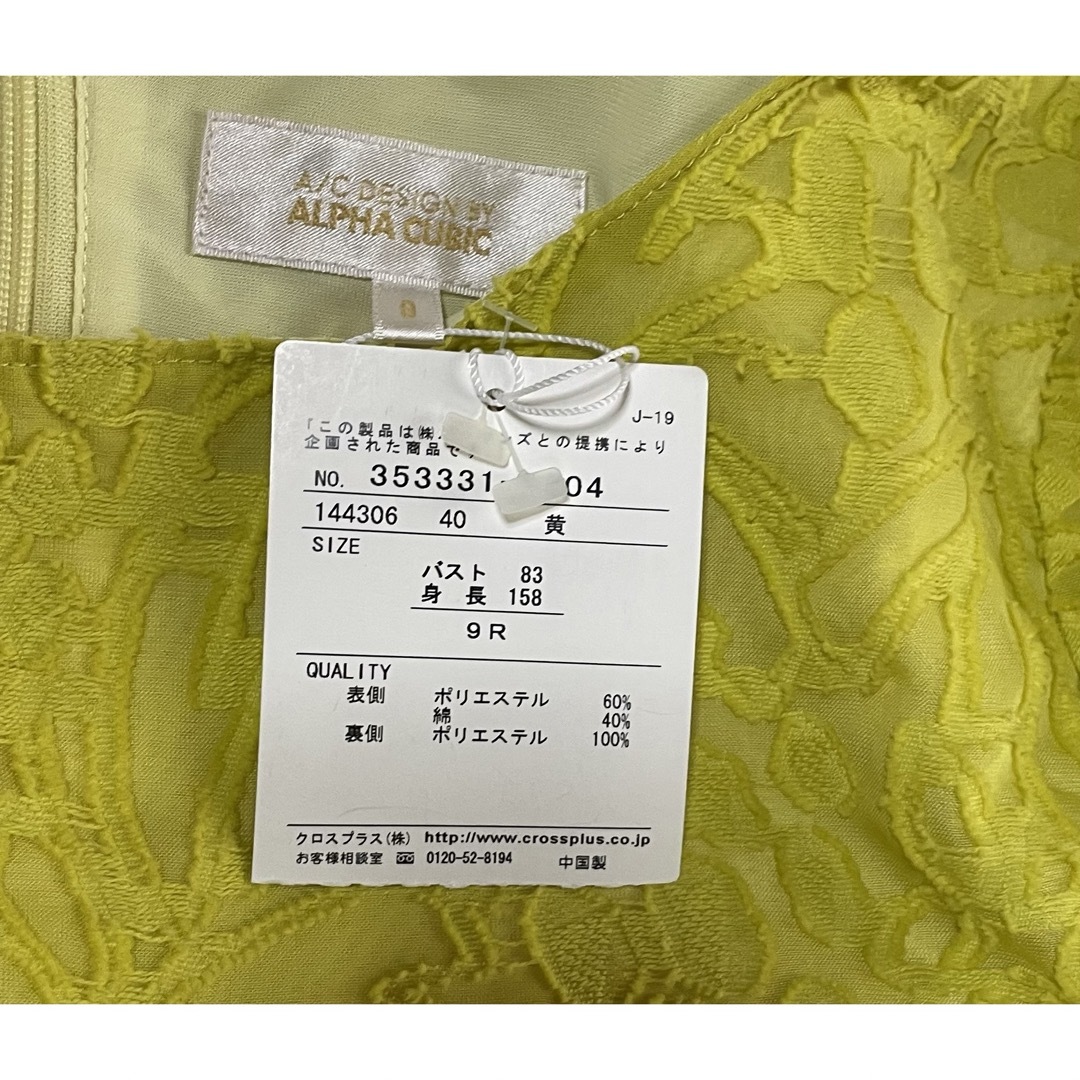 A/C DESIGN BY
ALPHA CUBIC
9
J-19
「この製品は㈱ ズとの提携により
企画された商品で
NO. 353331- 04
144306 40 黄
SIZE
バスト 83
身長 158
9R
QUALITY
表側 ポリエステル 60%
綿 40%
裏側 ポリエステル 100%
クロスプラス(株) http://www.crossplus.co.jp
お客様相談室 0120-52-8194 中国製